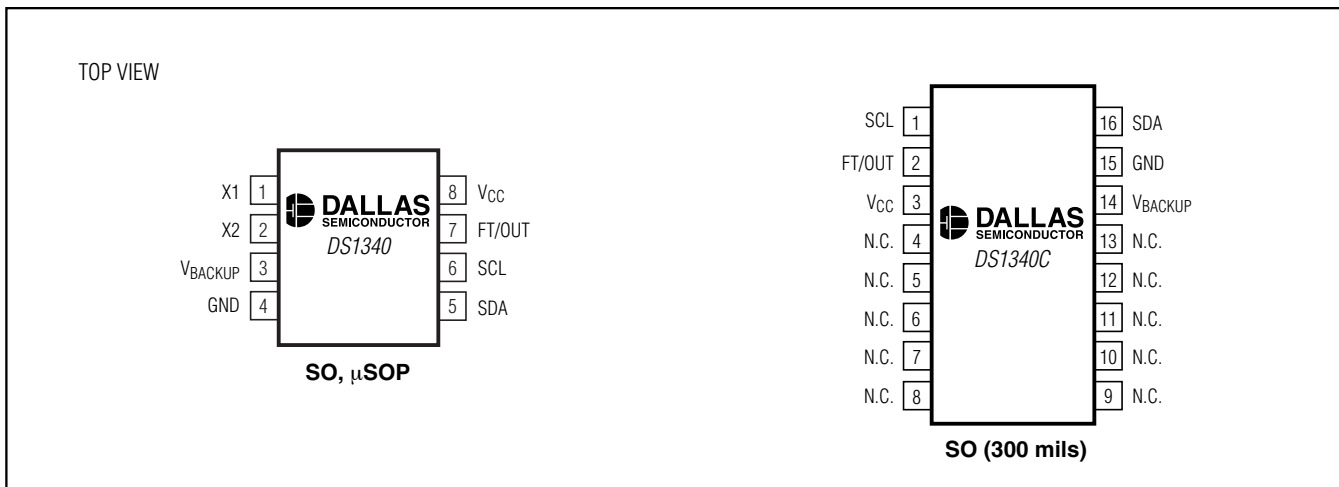 TOP VIEW
X1 1
X2 2
VBACKUP 3
GND 4
DALLAS
SEMICONDUCTOR
DS1340
8 VCC
7 FT/OUT
6 SCL
5 SDA
SO, μSOP
SCL 1
FT/OUT 2
VCC 3
N.C. 4
N.C. 5
N.C. 6
N.C. 7
N.C. 8
DALLAS
SEMICONDUCTOR
DS1340C
16 SDA
15 GND
14 VBACKUP
13 N.C.
12 N.C.
11 N.C.
10 N.C.
9 N.C.
SO (300 mils)